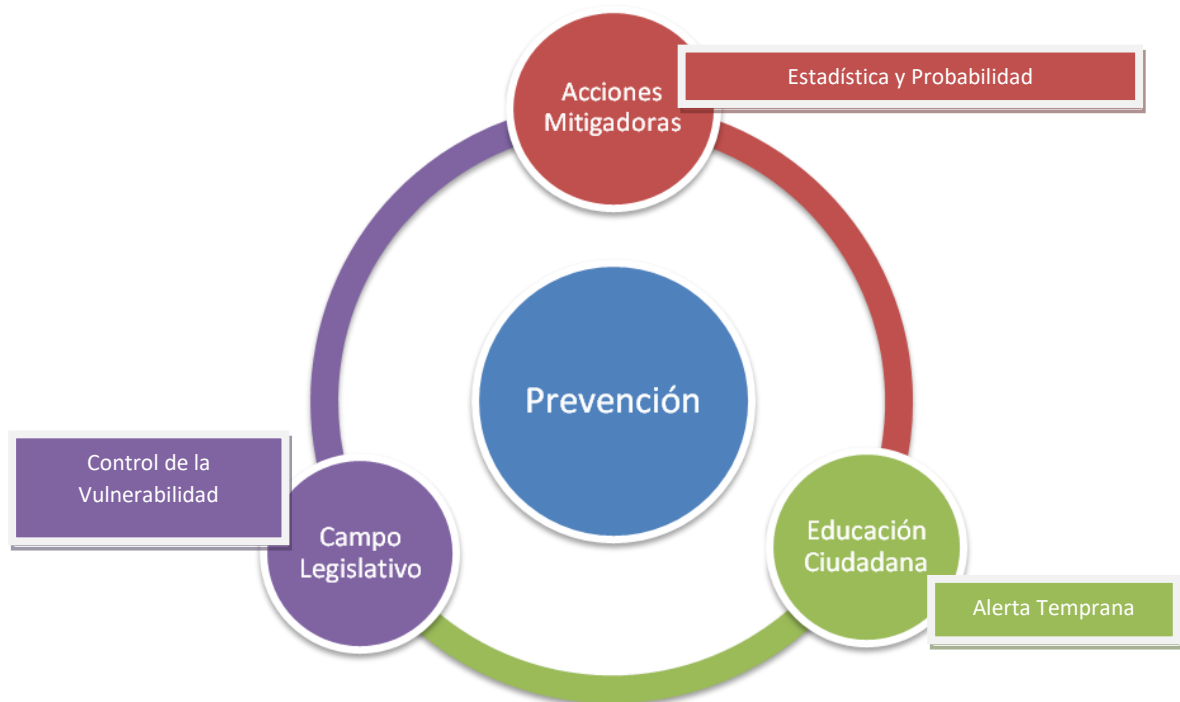 Acciones
Mitigadoras
Estadística y Probabilidad
Prevención
Control de la
Vulnerabilidad
Campo
Legislativo
Educación
Ciudadana
Alerta Temprana